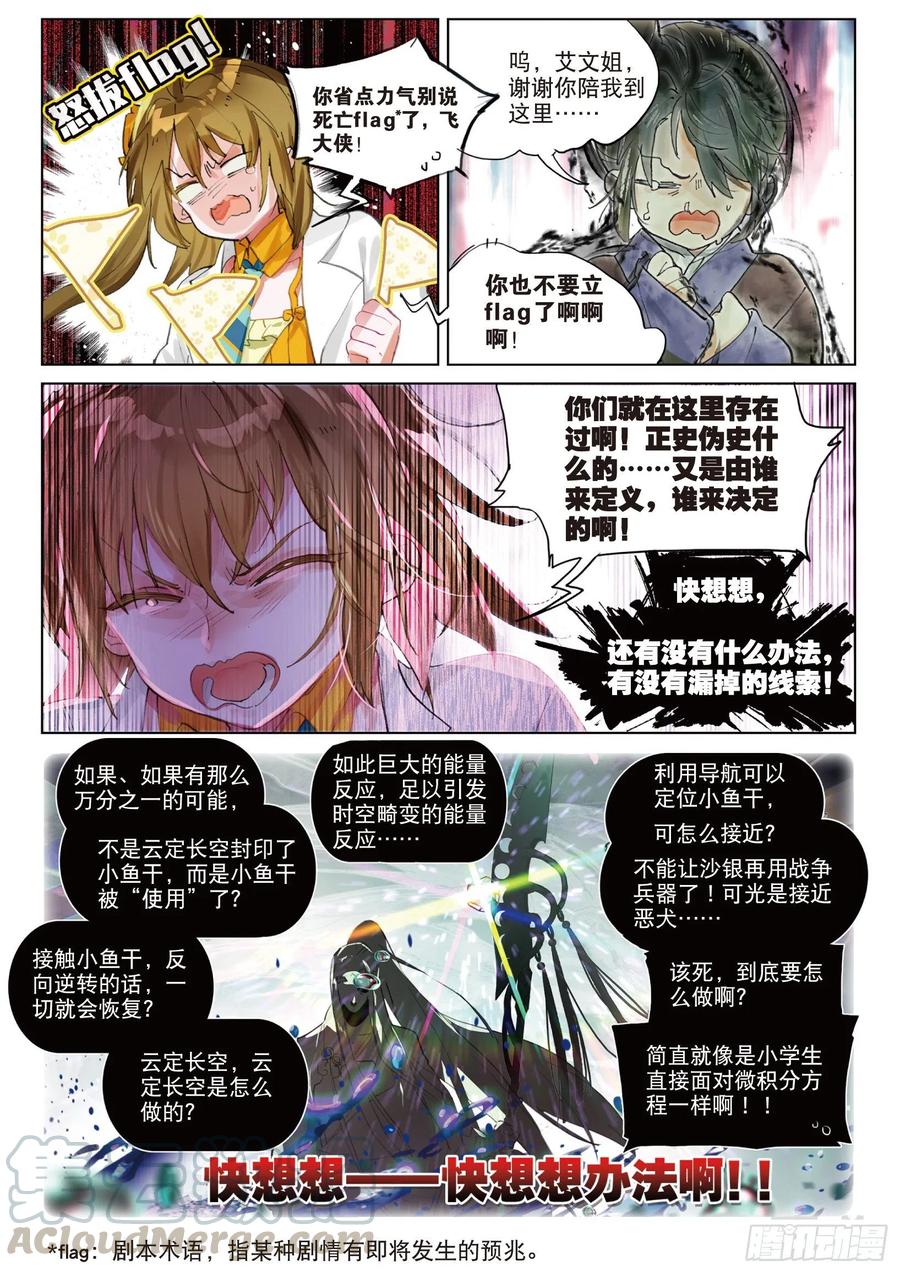 怒拔flag!
你省点力气别说
死亡flag*了，飞
大侠！
呜，艾文姐，
谢谢你陪我到
这里……
你也不要立
flag了啊啊
啊！
你们就在这里存在
过啊！正史伪史什
么的……又是由谁
来定义，谁来决定
的啊！
快想想，
还有没有什么办法，
有没有漏掉的线索！
如果、如果有那么
万分之一的可能，
不是云定长空封印了
小鱼干，而是小鱼干
被“使用”了？
接触小鱼干，反
向逆转的话，一
切就会恢复？
云定长空，云
定长空是怎么
做的？
如此巨大的能量
反应，足以引发
时空畸变的能量
反应……
利用导航可以
定位小鱼干，
可怎么接近？
不能让沙银再用战争
兵器了！可光是接近
恶犬……
该死，到底要怎
么做啊？
简直就像是小学生
直接面对微积分方
程一样啊！！
快想想——快想想办法啊！！
ACloudMerge.com
腾讯动漫
*flag：剧本术语，指某种剧情有即将发生的预兆。